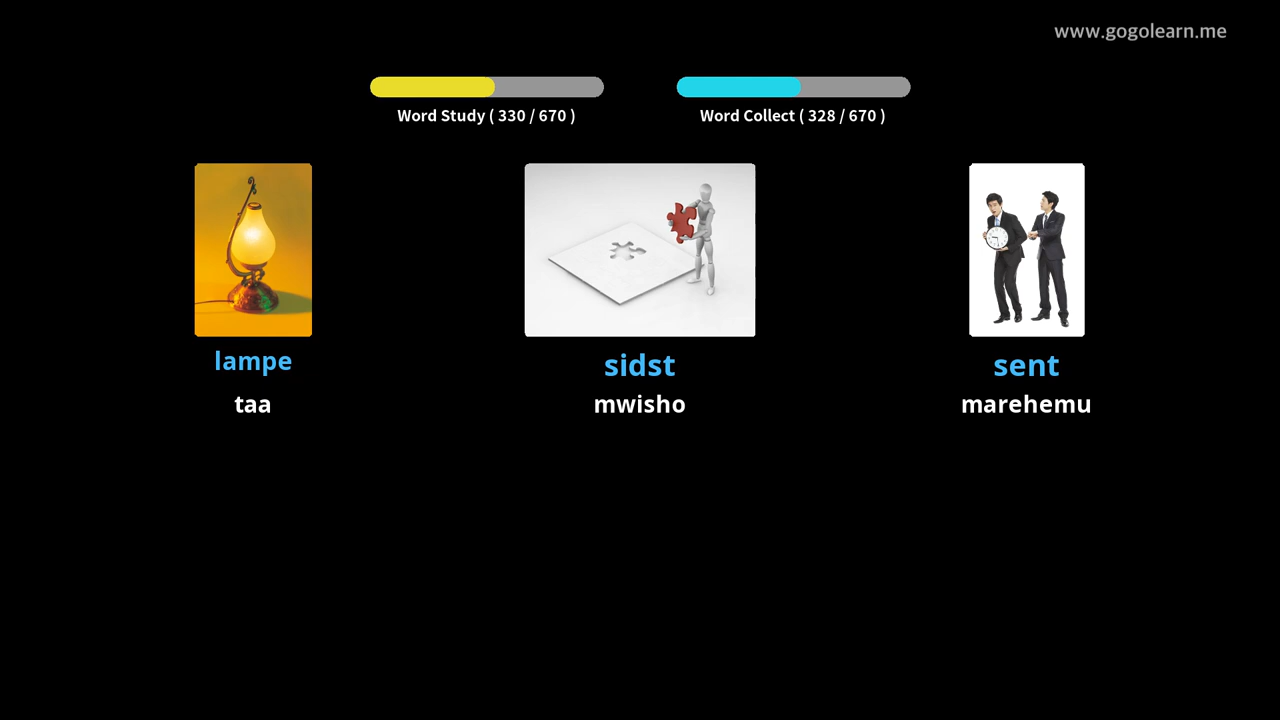 www.gogolearn.me
Word Study ( 330 / 670 )
Word Collect ( 328 / 670 )
lampe
taa
sidst
mwisho
sent
marehemu